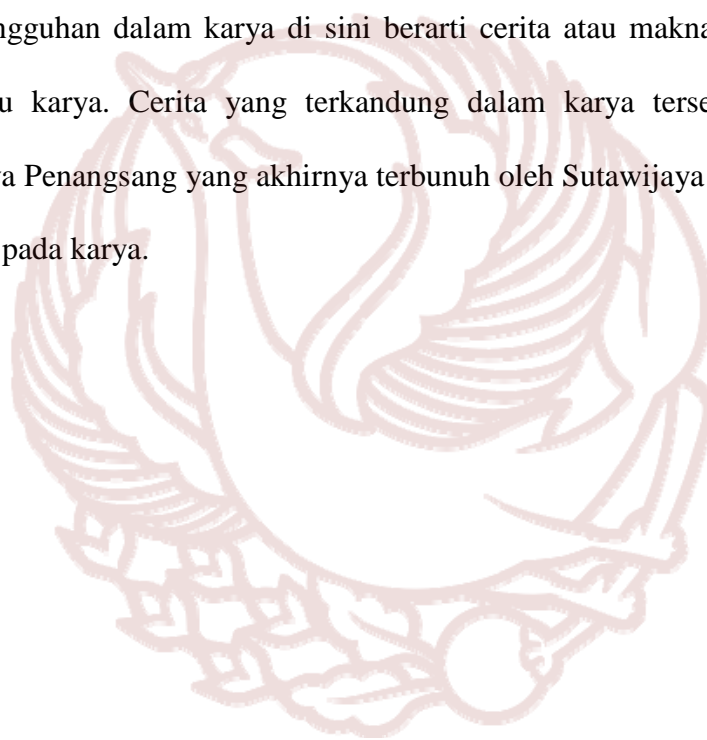 ngguhan dalam karya di sini berarti cerita atau makna
u karya. Cerita yang terkandung dalam karya terse
a Penangsang yang akhirnya terbunuh oleh Sutawijaya
pada karya.